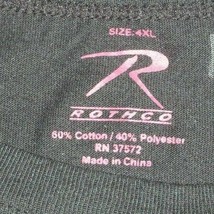 SIZE: 4XL
R
ROTHCO
60% Cotton / 40% Polyester
RN 37572
Made in China